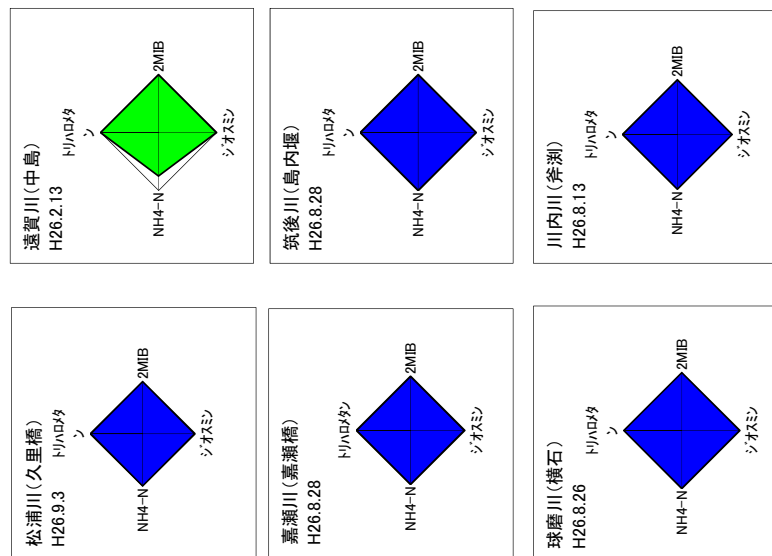 遠賀川(中島)
H26.2.13
トリハロメタ
ン
2MIB
ジオスミン
NH4-N
筑後川(島内堰)
H26.8.28
トリハロメタ
ン
2MIB
ジオスミン
NH4-N
川内川(斧渕)
H26.8.13
トリハロメタ
ン
2MIB
ジオスミン
NH4-N
松浦川(久里橋)
H26.9.3
トリハロメタ
ン
2MIB
ジオスミン
NH4-N
嘉瀬川(嘉瀬橋)
H26.8.28
トリハロメタン
2MIB
ジオスミン
NH4-N
球磨川(横石)
H26.8.26
トリハロメタ
ン
2MIB
ジオスミン
NH4-N